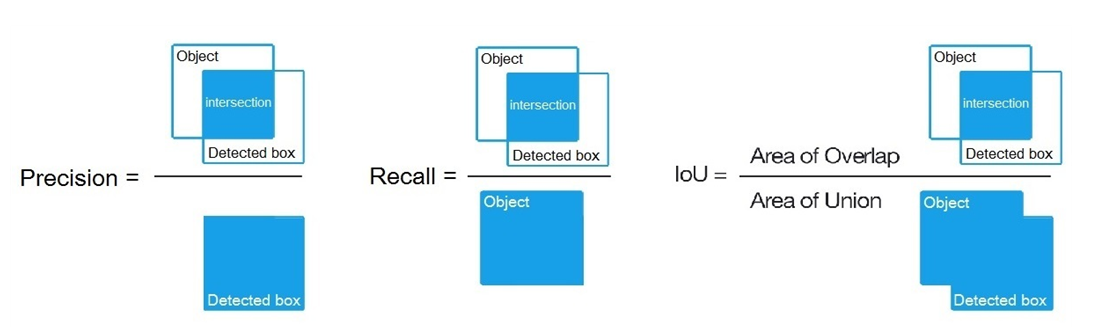 Precision =
Object
intersection
Detected box
Detected box
Recall =
Object
intersection
Detected box
Object
IoU =
Area of Overlap
Area of Union
Object
intersection
Detected box
Object
Detected box